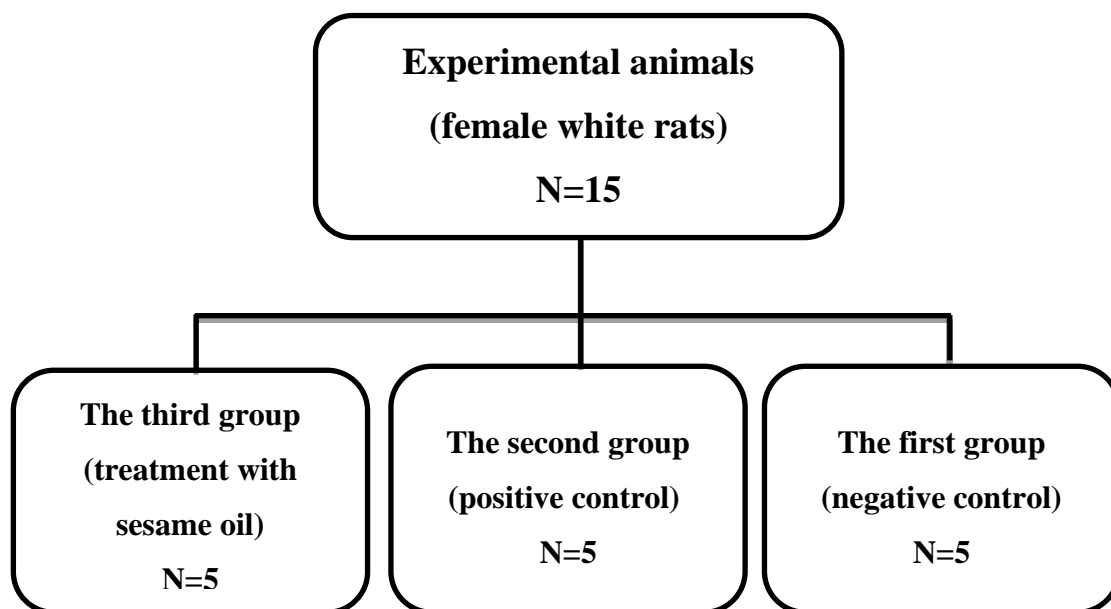 Experimental animals
(female white rats)
N=15
The third group
(treatment with
sesame oil)
N=5
The second group
(positive control)
N=5
The first group
(negative control)
N=5